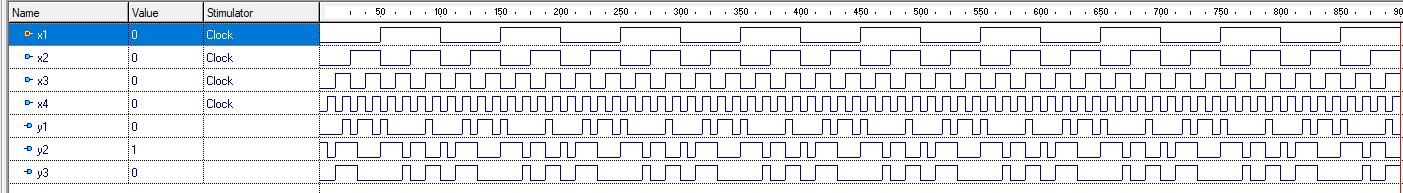 Name Value Stimulator 50 100 150 200 250 300 350 400 450 500 550 600 650 700 750 800 850 90
x1 0 Clock
x2 0 Clock
x3 0 Clock
x4 0 Clock
y1 0
y2 1
y3 0